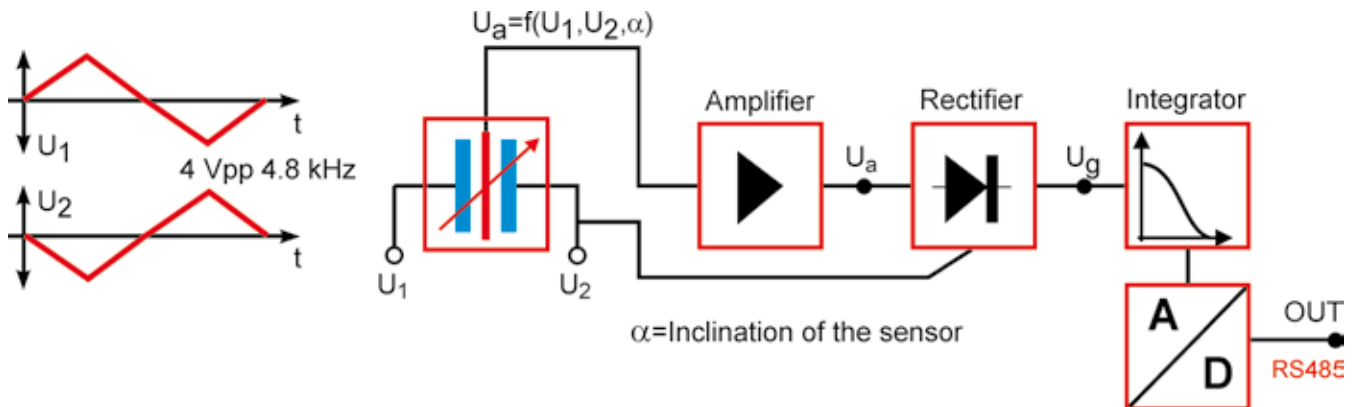 Ua=f(U1,U2,α)
U1
t
4 Vpp 4.8 kHz
U2
t
U1
U2
Amplifier
Ua
Rectifier
Ug
Integrator
α=Inclination of the sensor
A
D
OUT
RS485